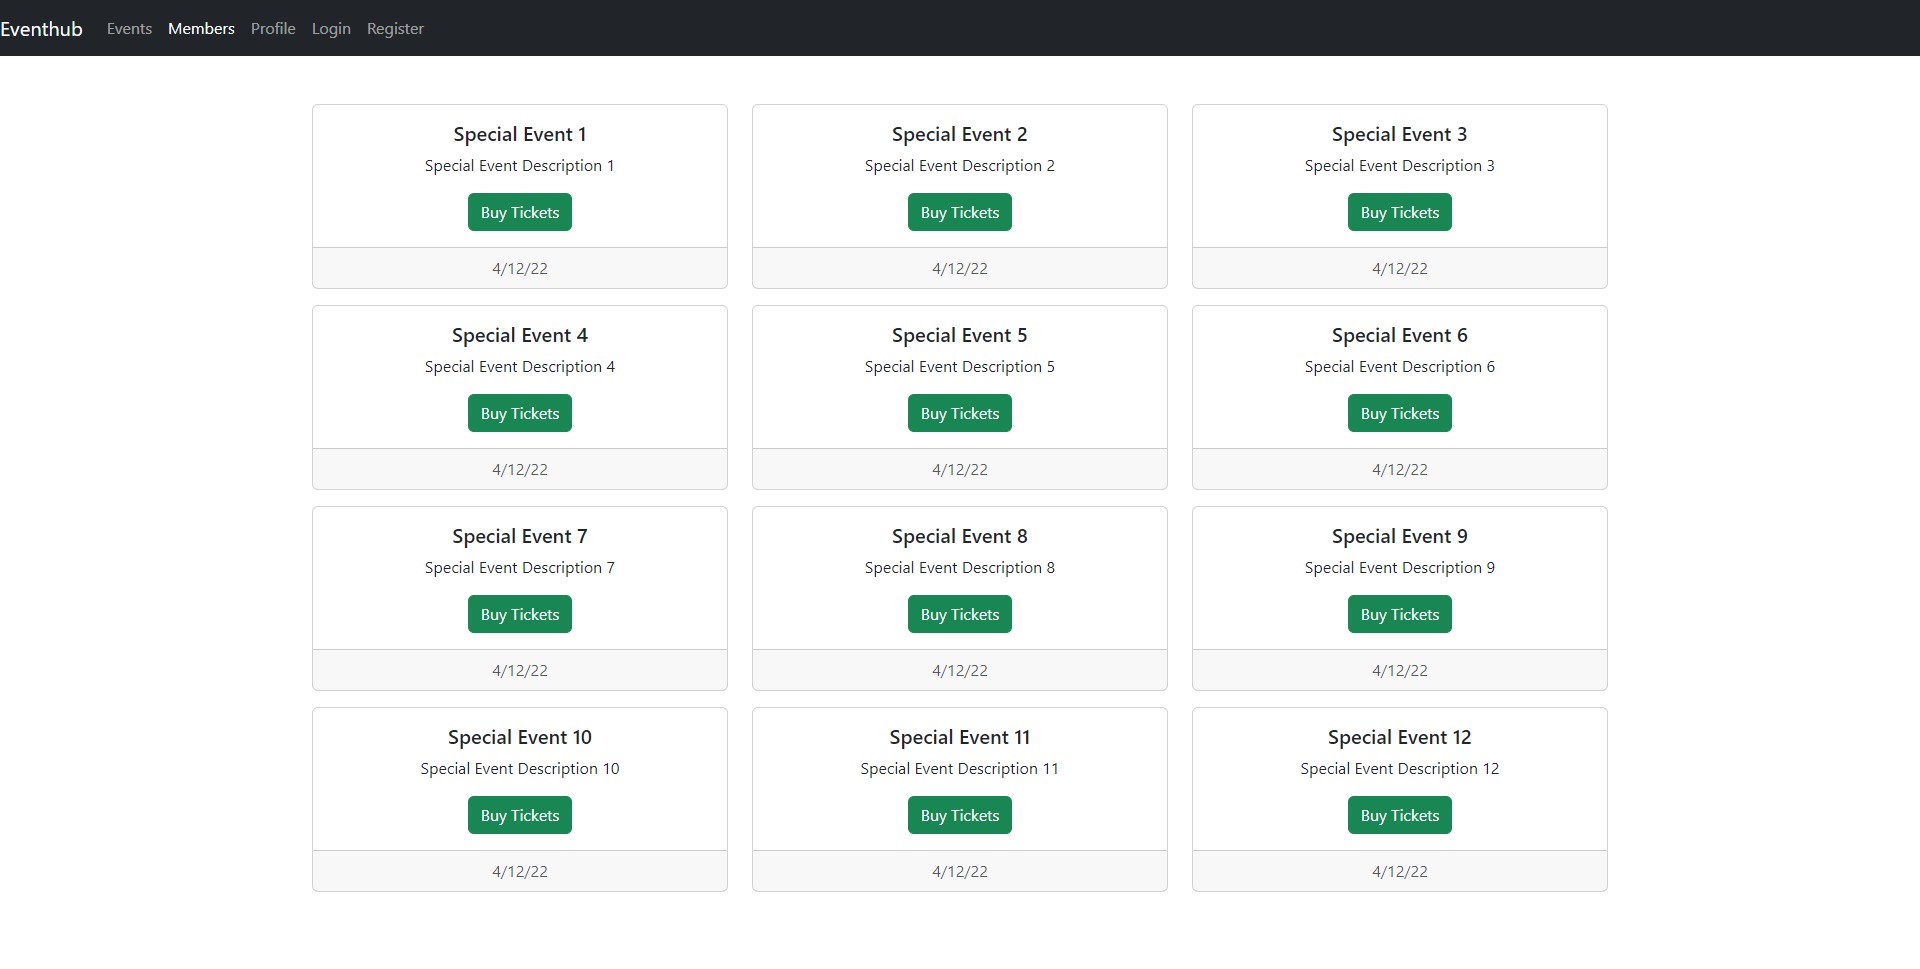 Eventhub Events Members Profile Login Register
Special Event 1
Special Event Description 1
Buy Tickets
4/12/22
Special Event 2
Special Event Description 2
Buy Tickets
4/12/22
Special Event 3
Special Event Description 3
Buy Tickets
4/12/22
Special Event 4
Special Event Description 4
Buy Tickets
4/12/22
Special Event 5
Special Event Description 5
Buy Tickets
4/12/22
Special Event 6
Special Event Description 6
Buy Tickets
4/12/22
Special Event 7
Special Event Description 7
Buy Tickets
4/12/22
Special Event 8
Special Event Description 8
Buy Tickets
4/12/22
Special Event 9
Special Event Description 9
Buy Tickets
4/12/22
Special Event 10
Special Event Description 10
Buy Tickets
4/12/22
Special Event 11
Special Event Description 11
Buy Tickets
4/12/22
Special Event 12
Special Event Description 12
Buy Tickets
4/12/22